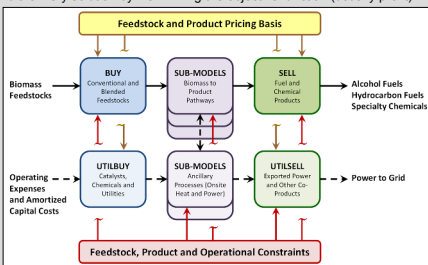 Feedstock and Product Pricing Basis
Biomass
Feedstocks
BUY
Conventional and
Blended
Feedstocks
SUB-MODELS
Biomass to
Product
Pathways
SELL
Fuel and
Chemical
Products
Alcohol Fuels
Hydrocarbon Fuels
Specialty Chemicals
Operating
Expenses
and Amortized
Capital Costs
UTILBUY
Catalysts,
Chemicals and
Utilities
SUB-MODELS
Ancillary
Processes (Onsite
Heat and Power)
UTILSELL
Exported Power
and Other Co-
Products
Power to Grid
Feedstock, Product and Operational Constraints